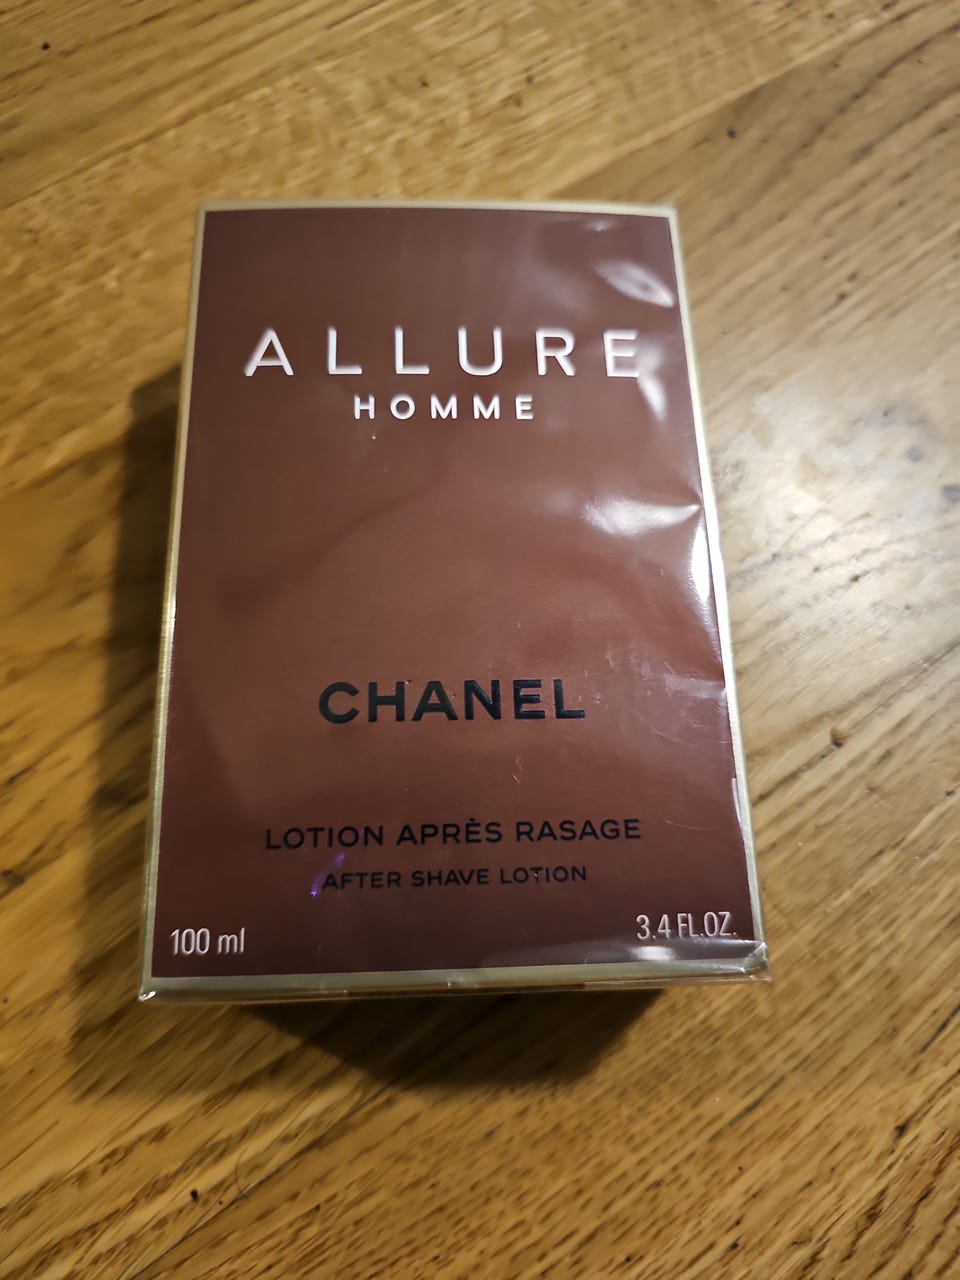 ALLURE
HOMME
CHANEL
LOTION APRÈS RASAGE
AFTER SHAVE LOTION
100 ml
3.4 FL.OZ.